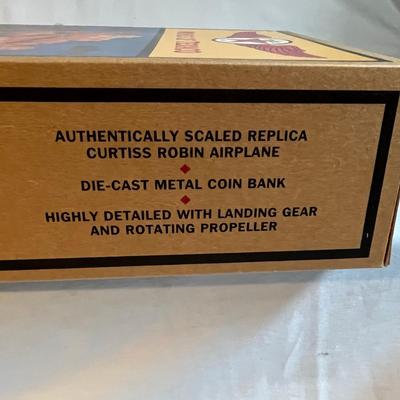 AUTHENTICALLY SCALED REPLICA
CURTISS ROBIN AIRPLANE
DIE-CAST METAL COIN BANK
HIGHLY DETAILED WITH LANDING GEAR
AND ROTATING PROPELLER